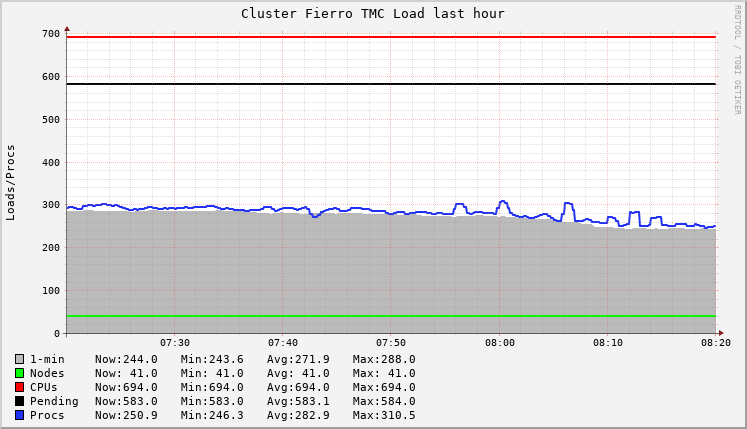 Cluster Fierro TMC Load last hour
RRDTOOL / TOBI OETIKER
Loads/Procs
700
600
500
400
300
200
100
0
07:30 07:40 07:50 08:00 08:10 08:20
1-min Now:244.0 Min:243.6 Avg:271.9 Max:288.0
Nodes Now: 41.0 Min: 41.0 Avg: 41.0 Max: 41.0
CPUs Now:694.0 Min:694.0 Avg:694.0 Max:694.0
Pending Now:583.0 Min:583.0 Avg:583.1 Max:584.0
Procs Now:250.9 Min:246.3 Avg:282.9 Max:310.5